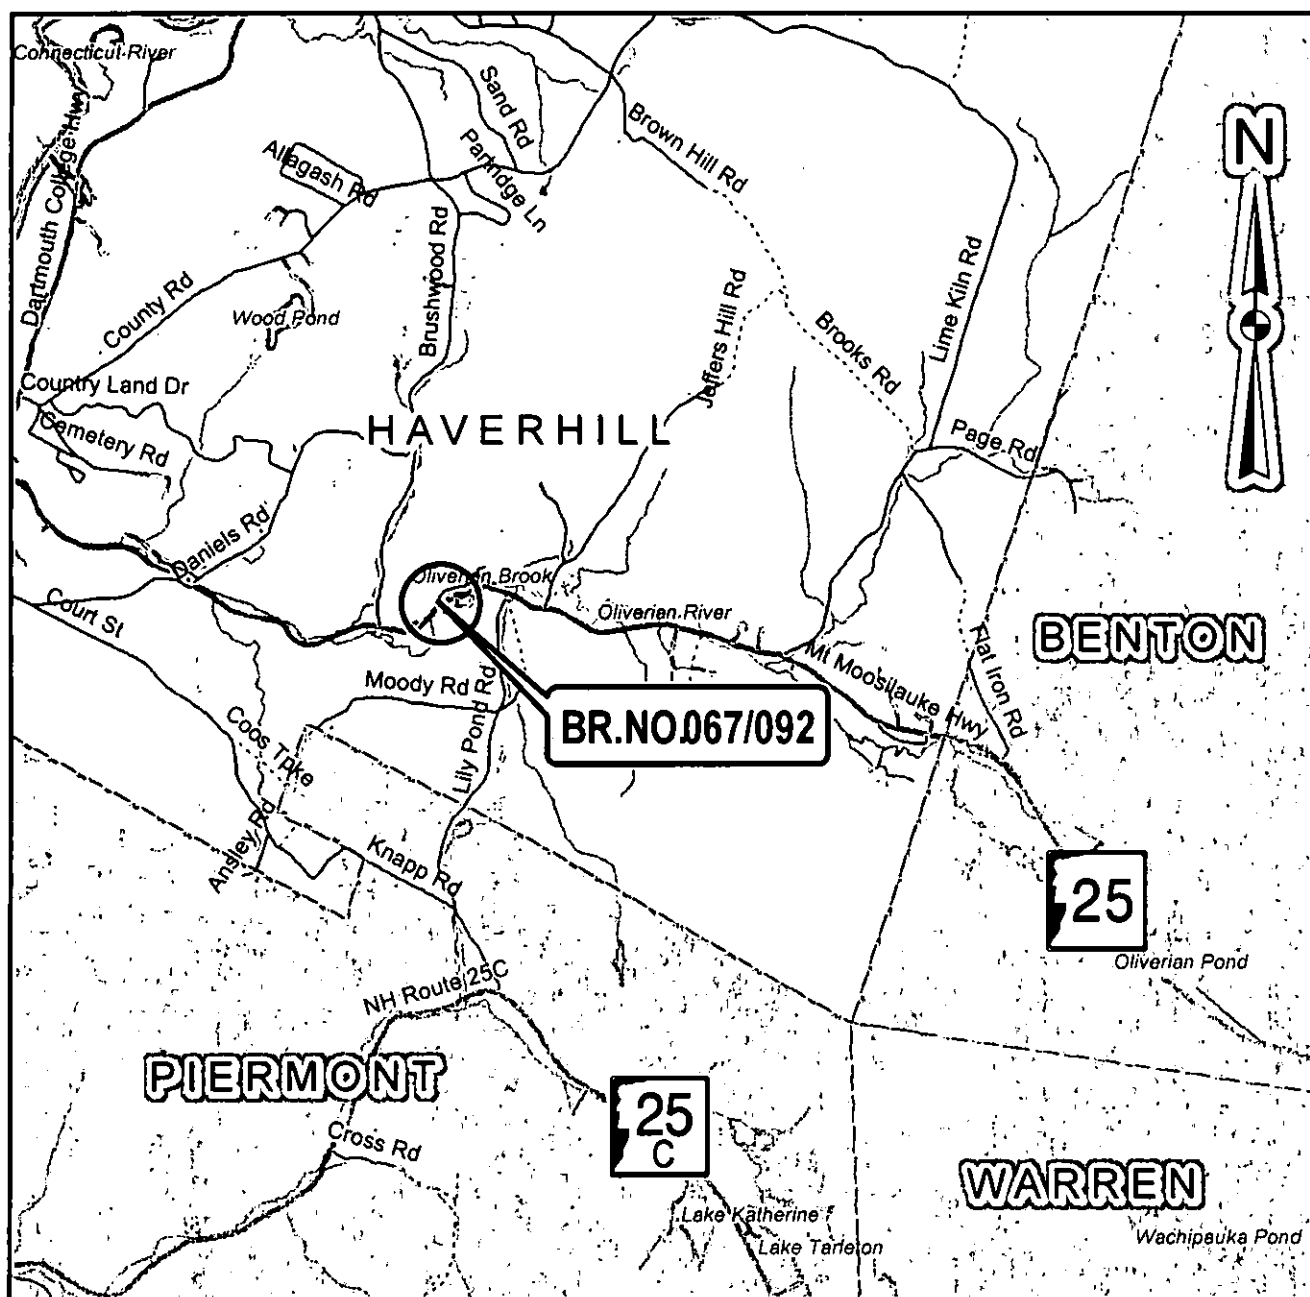 Connecticut River
Sand Rd
Brown Hill Rd
N
Dartmouth College Hwy
Allagash Rd
Partridge Ln
County Rd
Brushwood Rd
Lime Kiln Rd
Wood Pond
Jeffers Hill Rd
Brooks Rd
Country Land Dr
Cemetery Rd
HAVERHILL
Page Rd
Daniels Rd
Oliverian Brook
Court St
Oliverian River
BENTON
Flat Iron Rd
Mt Moosilauke Hwy
Moody Rd
Lily Pond Rd
BR.NO.067/092
Coos Tpke
Ansley Rd
Knapp Rd
25
Oliverian Pond
NH Route 25C
PIERMONT
25
C
Cross Rd
WARREN
Lake Katherine
Lake Tarleton
Wachipauka Pond